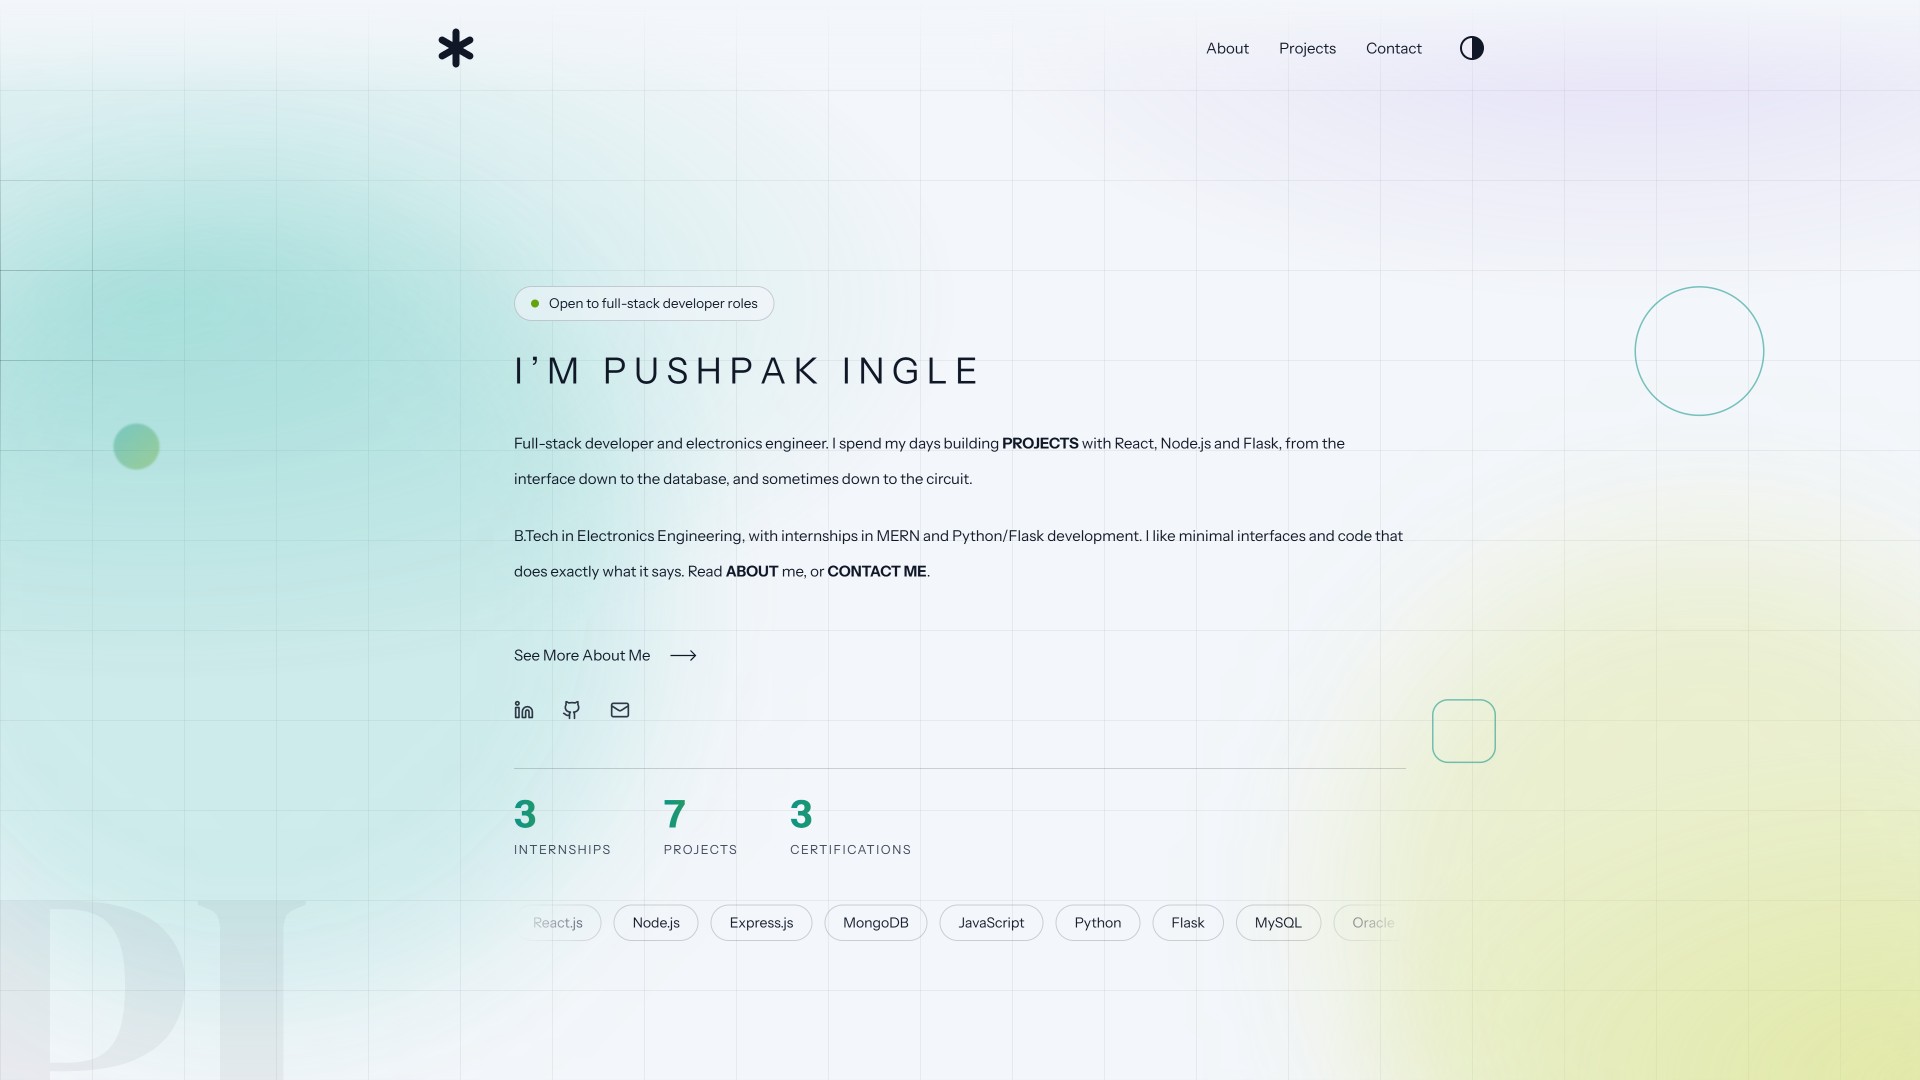 About Projects Contact
Open to full-stack developer roles
I’M PUSHPAK INGLE
Full-stack developer and electronics engineer. I spend my days building PROJECTS with React, Node.js and Flask, from the
interface down to the database, and sometimes down to the circuit.
B.Tech in Electronics Engineering, with internships in MERN and Python/Flask development. I like minimal interfaces and code that
does exactly what it says. Read ABOUT me, or CONTACT ME.
See More About Me
3 7 3
INTERNSHIPS PROJECTS CERTIFICATIONS
React.js Node.js Express.js MongoDB JavaScript Python Flask MySQL Oracle
PI